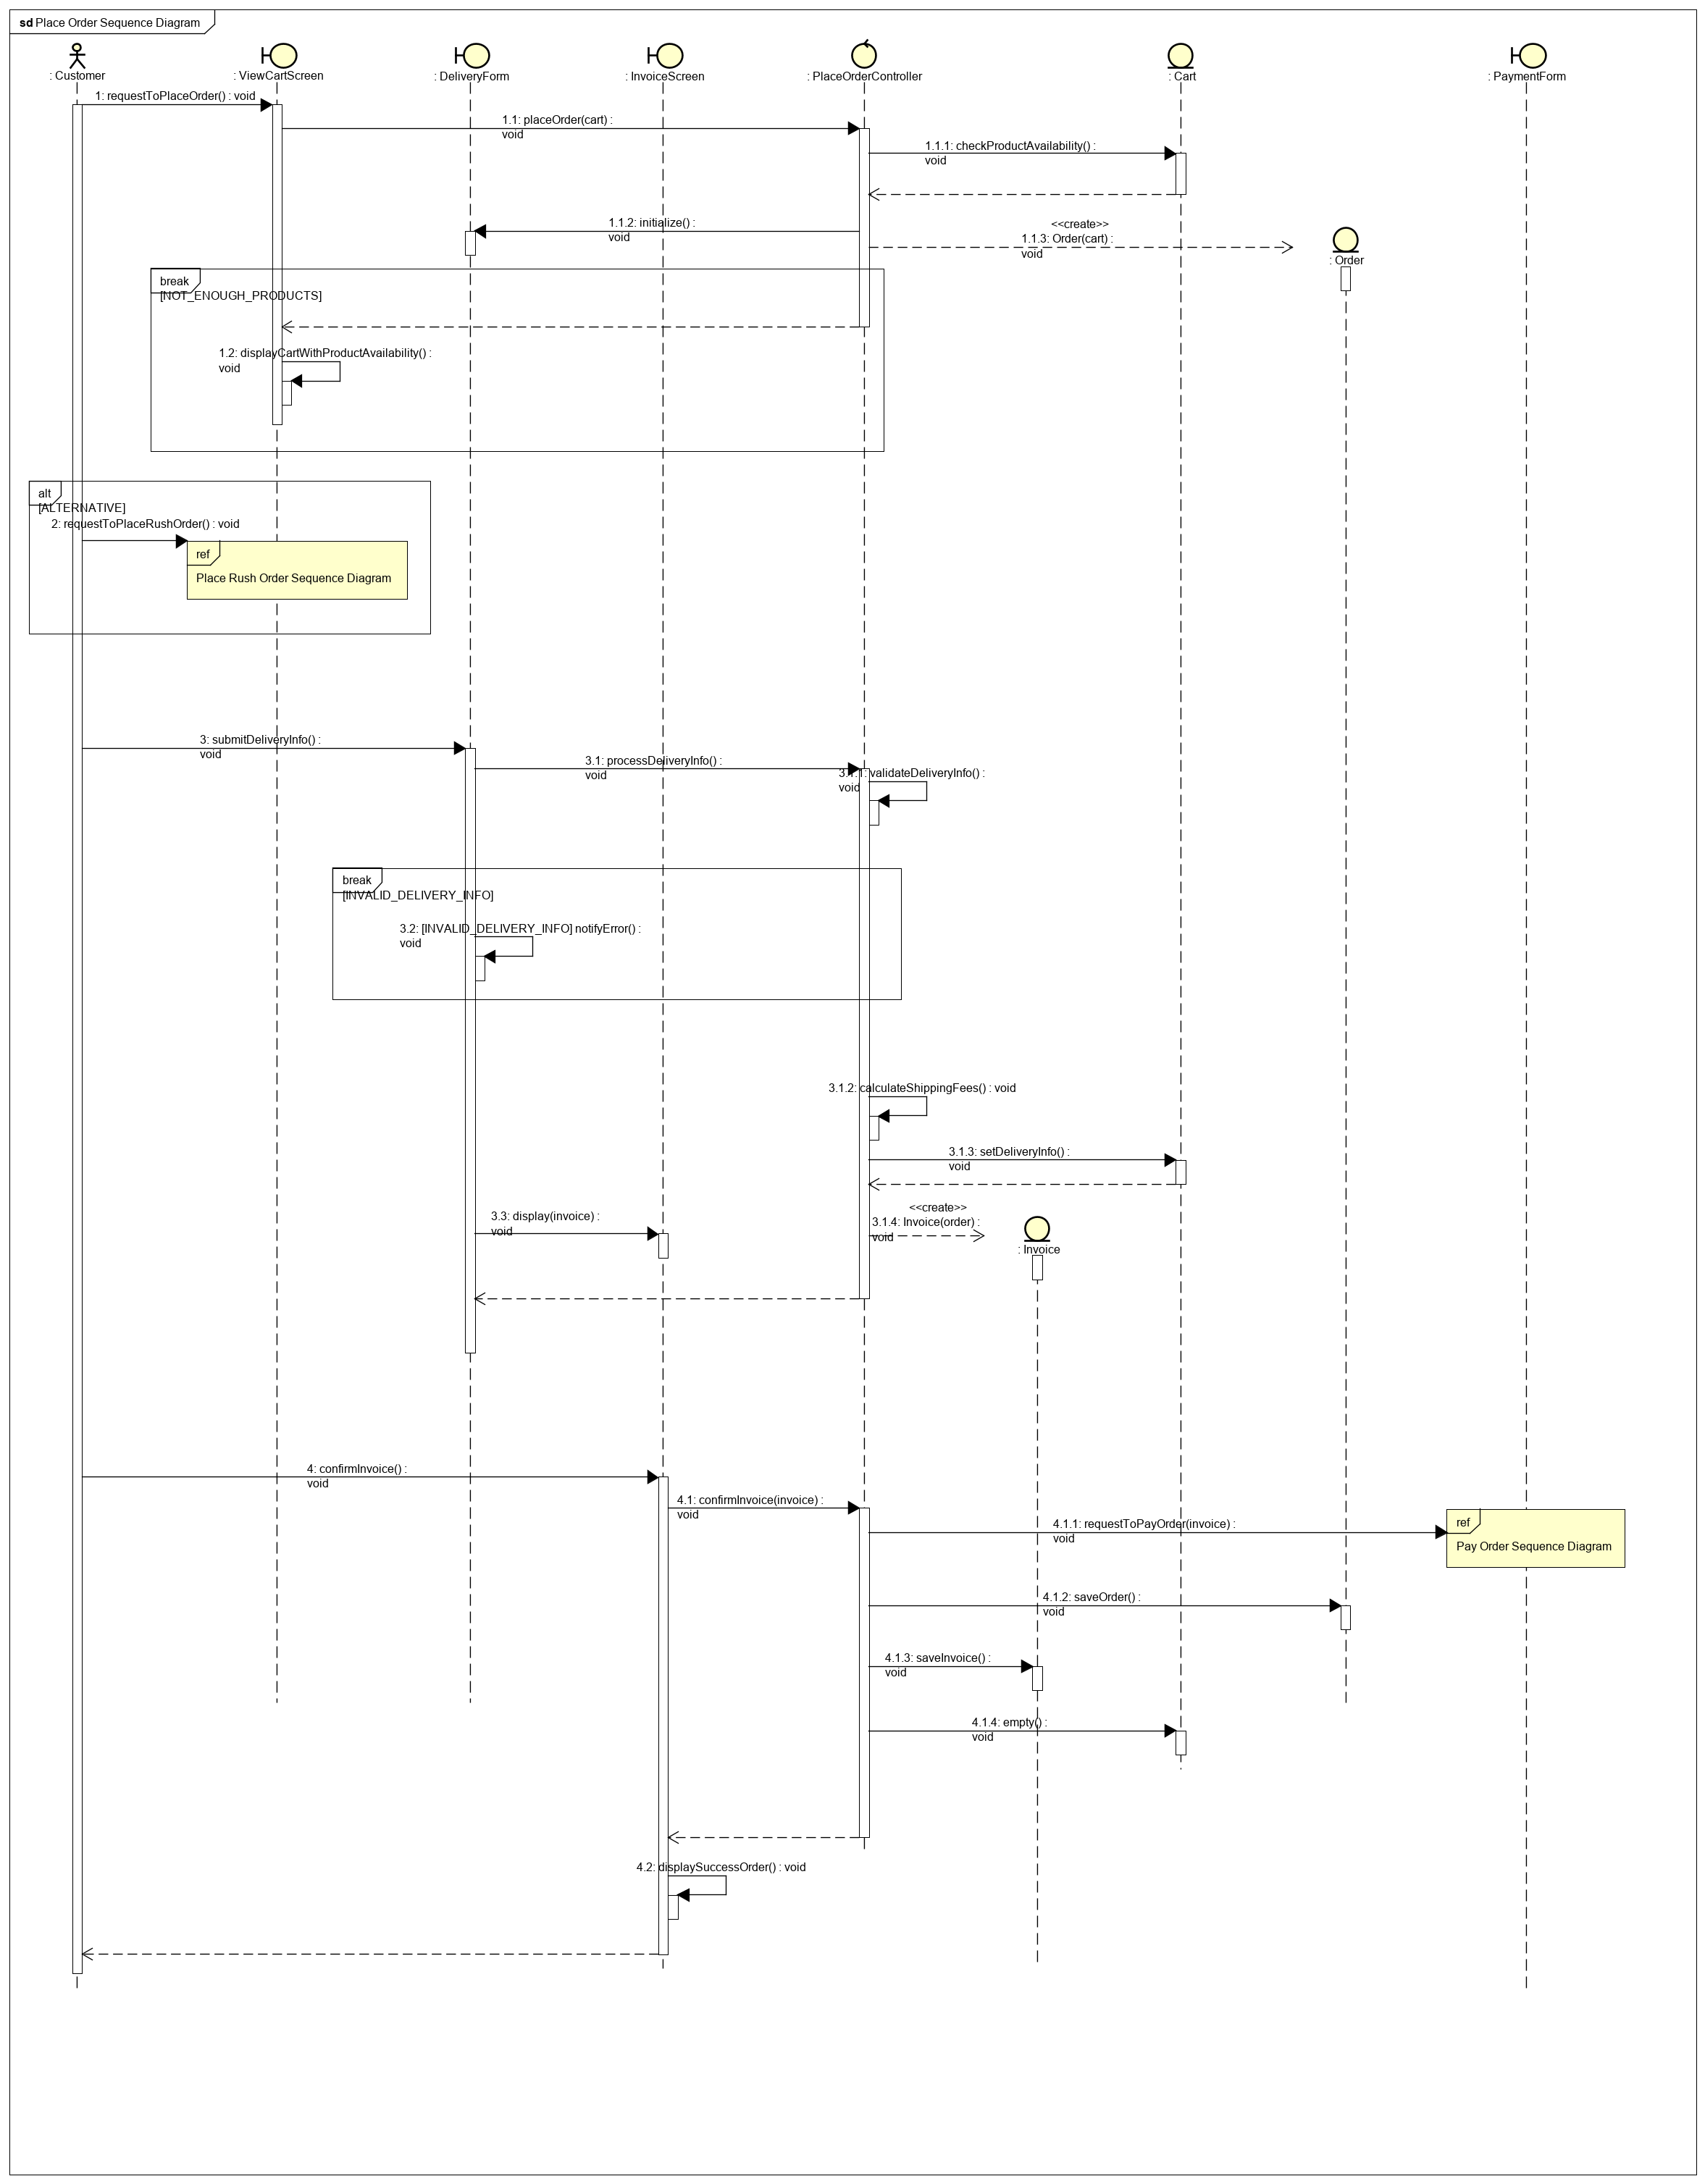 sd Place Order Sequence Diagram
: Customer
: ViewCartScreen
: DeliveryForm
: InvoiceScreen
: PlaceOrderController
: Cart
: PaymentForm
1: requestToPlaceOrder() : void
1.1: placeOrder(cart) :
void
1.1.1: checkProductAvailability() :
void
1.1.2: initialize() :
void
<<create>>
1.1.3: Order(cart) :
void
: Order
break
[NOT_ENOUGH_PRODUCTS]
1.2: displayCartWithProductAvailability() :
void
alt
[ALTERNATIVE]
2: requestToPlaceRushOrder() : void
ref
Place Rush Order Sequence Diagram
3: submitDeliveryInfo() :
void
3.1: processDeliveryInfo() :
void
3.1.1: validateDeliveryInfo() :
void
break
[INVALID_DELIVERY_INFO]
3.2: [INVALID_DELIVERY_INFO] notifyError() :
void
3.1.2: calculateShippingFees() : void
3.1.3: setDeliveryInfo() :
void
3.3: display(invoice) :
void
<<create>>
3.1.4: Invoice(order) :
void
: Invoice
4: confirmInvoice() :
void
4.1: confirmInvoice(invoice) :
void
4.1.1: requestToPayOrder(invoice) :
void
ref
Pay Order Sequence Diagram
4.1.2: saveOrder() :
void
4.1.3: saveInvoice() :
void
4.1.4: empty() :
void
4.2: displaySuccessOrder() : void